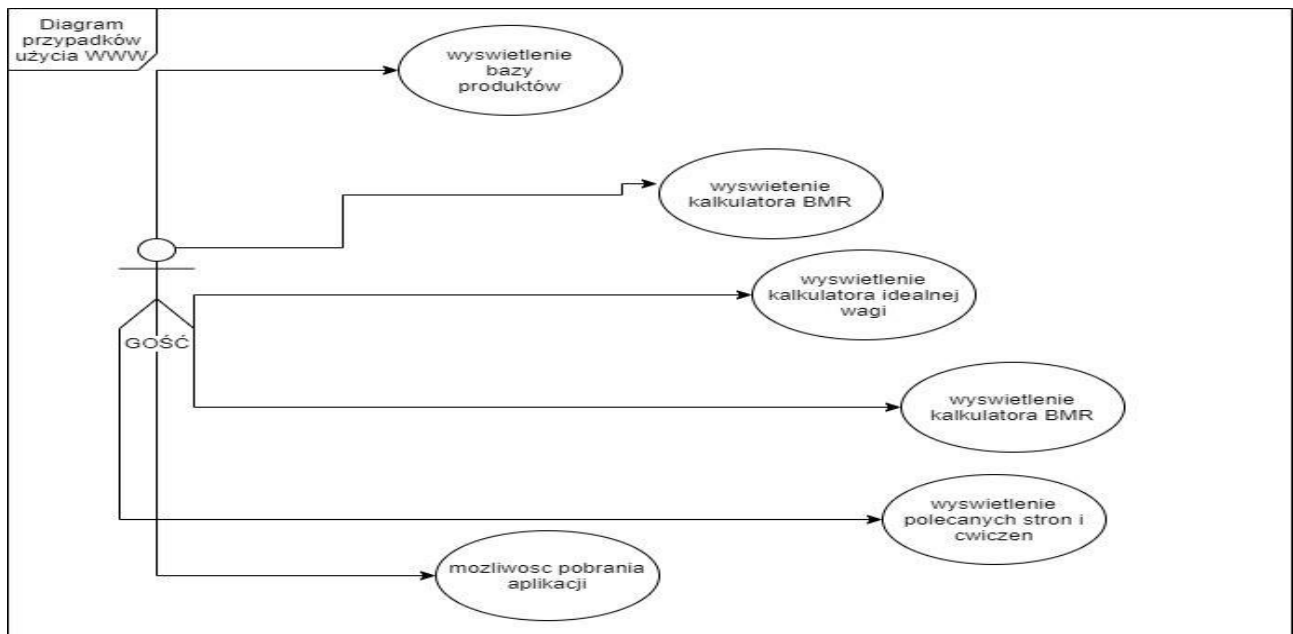 Diagram
przypadków
użycia WWW
wyswietlenie
bazy
produktów
wyswietenie
kalkulatora BMR
wyswietlenie
kalkulatora idealnej
wagi
GOŚĆ
wyswietlenie
kalkulatora BMR
wyswietlenie
polecanych stron i
cwiczen
mozliwosc pobrania
aplikacji